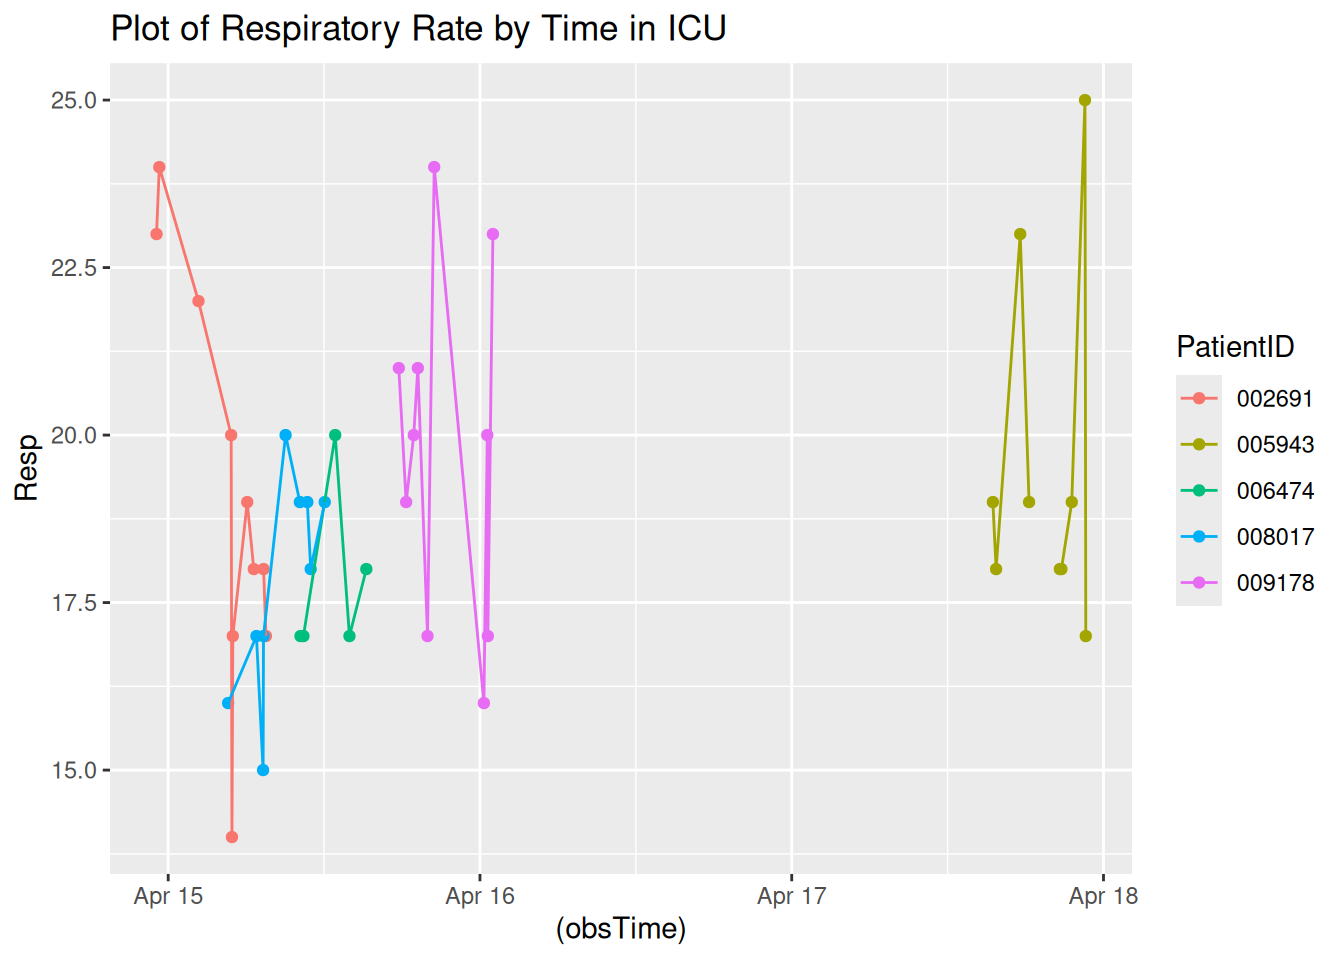 Plot of Respiratory Rate by Time in ICU
25.0
22.5
20.0
17.5
15.0
Resp
Apr 15 Apr 16 Apr 17 Apr 18
(obsTime)
PatientID
002691
005943
006474
008017
009178